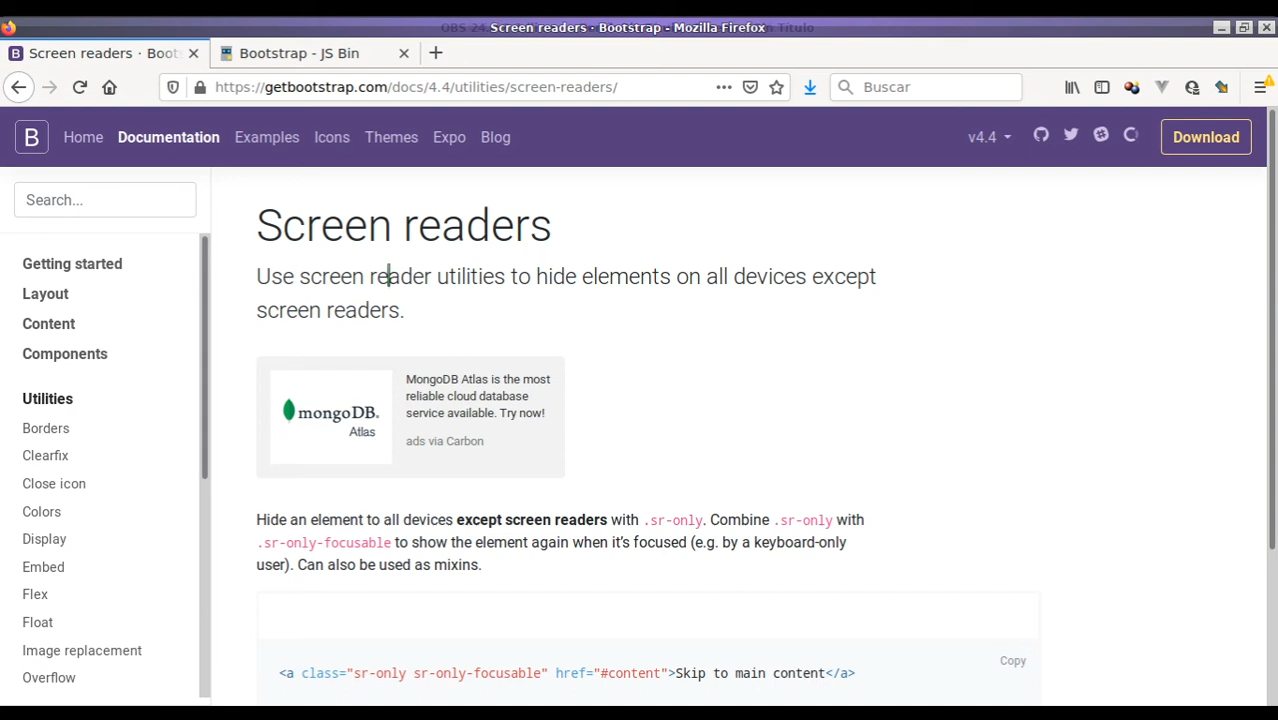 OBS 24. Titulo
Screen readers · Bootstrap - Mozilla Firefox
Screen readers · Boots
Bootstrap - JS Bin
https://getbootstrap.com/docs/4.4/utilities/screen-readers/
Buscar
B Home Documentation Examples Icons Themes Expo Blog v4.4 Download
Search...
Getting started
Layout
Content
Components
Utilities
Borders
Clearfix
Close icon
Colors
Display
Embed
Flex
Float
Image replacement
Overflow
Screen readers
Use screen reader utilities to hide elements on all devices except
screen readers.
mongoDB.
Atlas
MongoDB Atlas is the most
reliable cloud database
service available. Try now!
ads via Carbon
Hide an element to all devices except screen readers with .sr-only. Combine .sr-only with
.sr-only-focusable to show the element again when it's focused (e.g. by a keyboard-only
user). Can also be used as mixins.
Copy
<a class="sr-only sr-only-focusable" href="#content">Skip to main content</a>